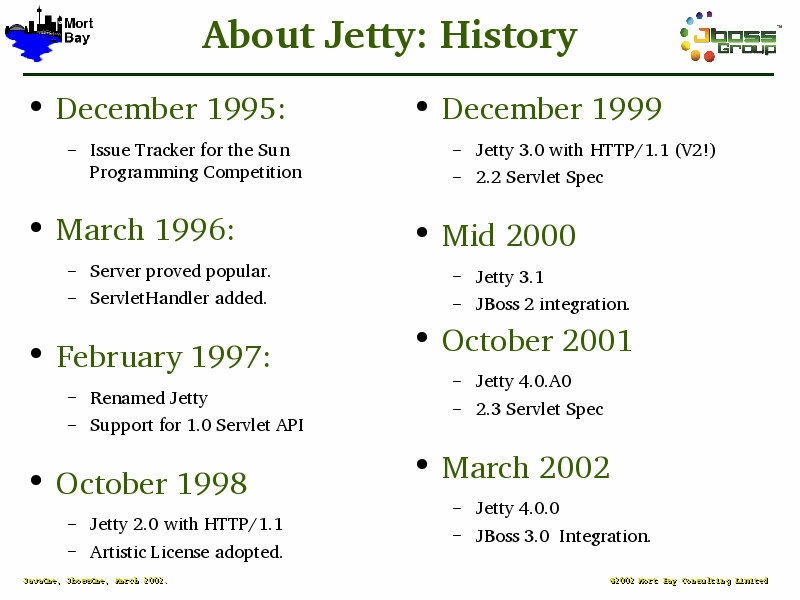 Mort
Bay
About Jetty: History
Jboss
Group
™
• December 1995:
– Issue Tracker for the Sun
Programming Competition
• March 1996:
– Server proved popular.
– ServletHandler added.
• February 1997:
– Renamed Jetty
– Support for 1.0 Servlet API
• October 1998
– Jetty 2.0 with HTTP/1.1
– Artistic License adopted.
• December 1999
– Jetty 3.0 with HTTP/1.1 (V2!)
– 2.2 Servlet Spec
• Mid 2000
– Jetty 3.1
– JBoss 2 integration.
• October 2001
– Jetty 4.0.A0
– 2.3 Servlet Spec
• March 2002
– Jetty 4.0.0
– JBoss 3.0 Integration.
JavaOne, JbossOne, March 2002.
©2002 Mort Bay Consulting Limited